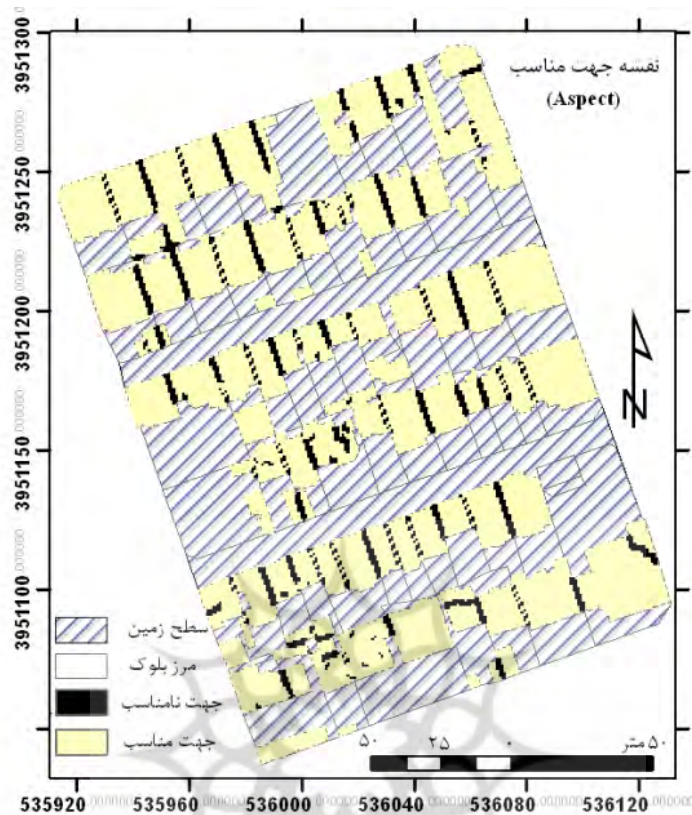 نقشه جهت مناسب
(Aspect)
3951300
3951250
3951200
3951150
3951100
N
سطح زمین
مرز بلوک
جهت نامناسب
جهت مناسب
۵۰ ۲۵ ۰ ۵۰ متر
535920 535960 536000 536040 536080 536120